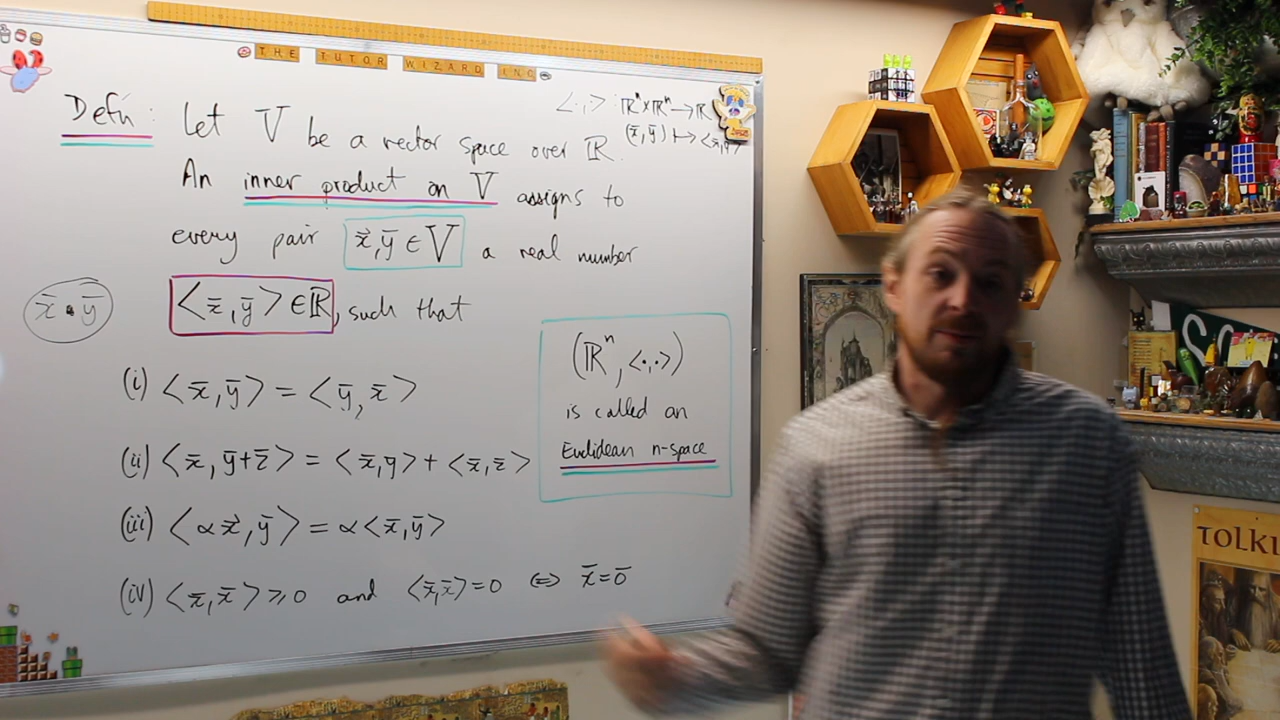 THE TUTOR WIZARD INC
Defn: Let V be a vector space over ℝ.
<·,·> : ℝⁿ×ℝⁿ → ℝ
(x̄,ȳ) ↦ <x̄,ȳ>
An inner product on V assigns to
every pair x̄,ȳ ∈ V a real number
x̄ • ȳ
<x̄,ȳ> ∈ ℝ, such that
(i) <x̄,ȳ> = <ȳ,x̄>
(ii) <x̄,ȳ+z̄> = <x̄,y> + <x̄,z̄>
(iii) <αx̄,ȳ> = α<x̄,ȳ>
(iv) <x̄,x̄> ≥ 0 and <x̄,x̄> = 0 ⇔ x̄ = ō
(ℝⁿ, <·,·>)
is called an
Euclidean n-space
TOLKI